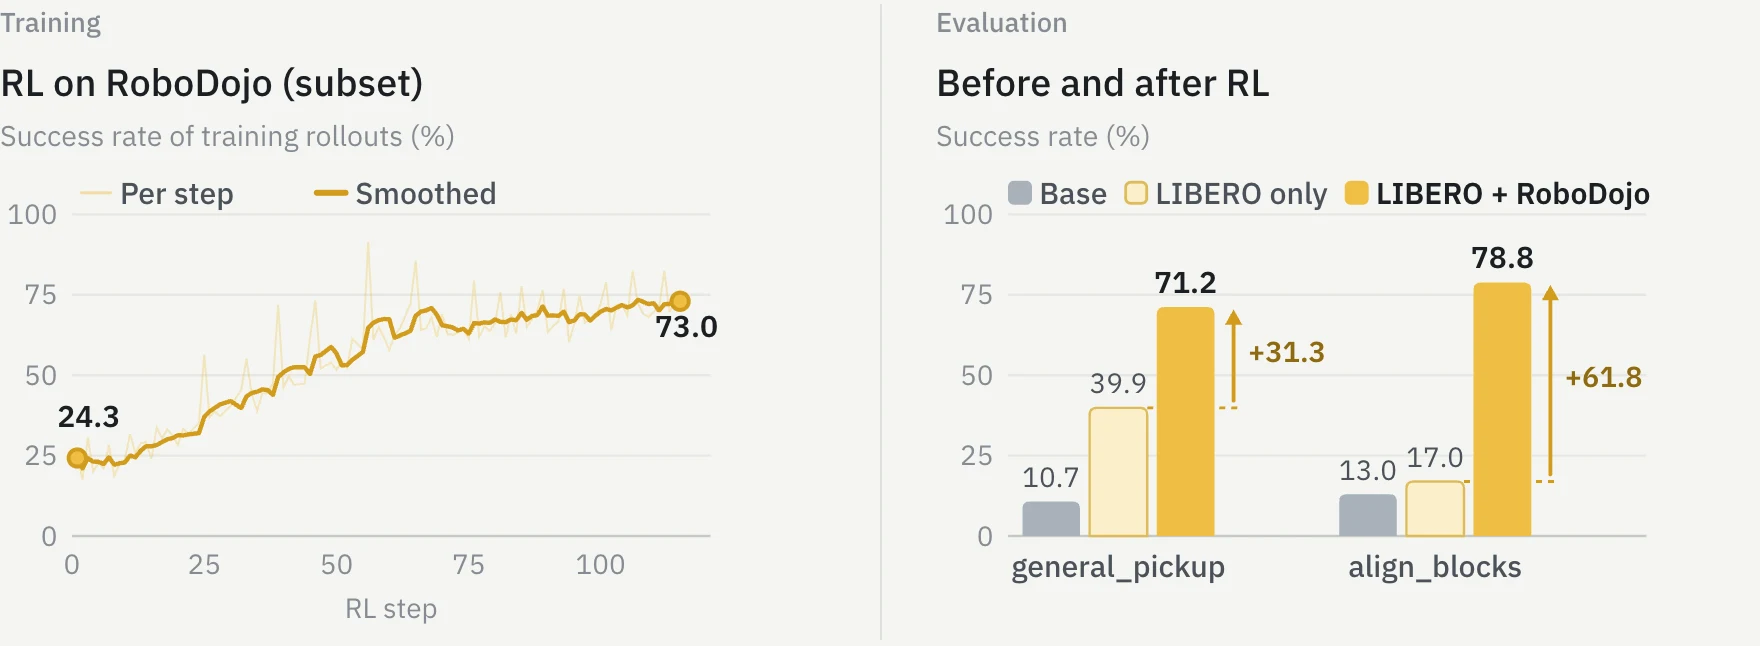 Training
RL on RoboDojo (subset)
Success rate of training rollouts (%)
Per step Smoothed
100
75
50
25
0
24.3
73.0
0 25 50 75 100
RL step
Evaluation
Before and after RL
Success rate (%)
Base LIBERO only LIBERO + RoboDojo
100
75
50
25
0
10.7 39.9 71.2 +31.3
13.0 17.0 78.8 +61.8
general_pickup align_blocks